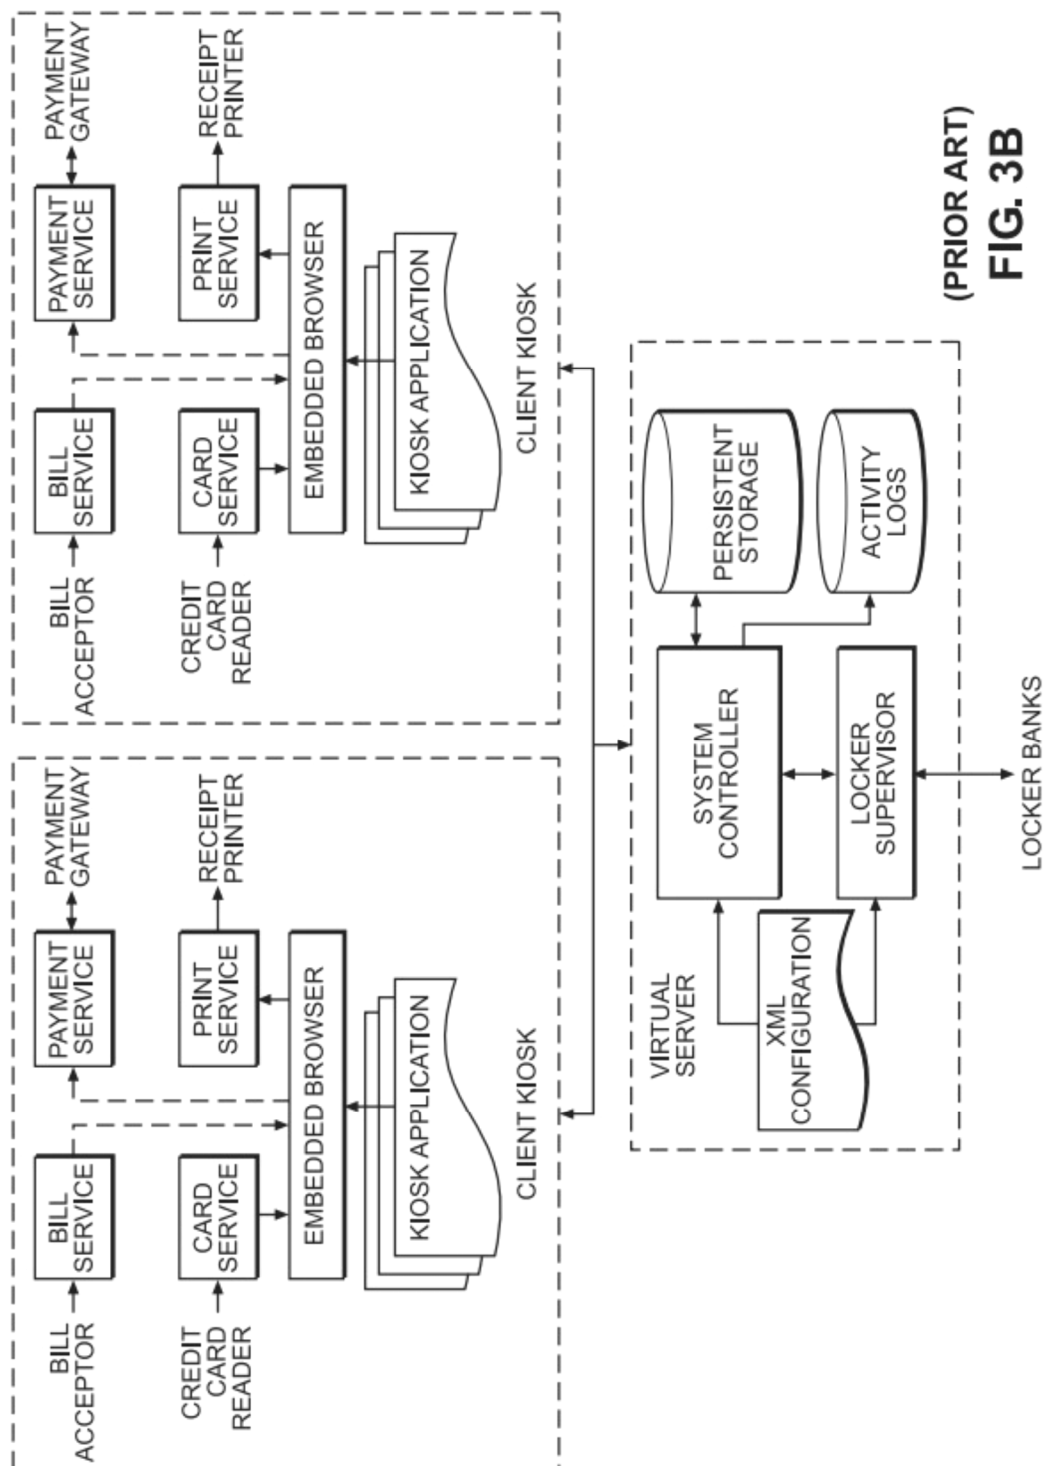 BILL
ACCEPTOR
BILL
SERVICE
PAYMENT
SERVICE
PAYMENT
GATEWAY
CREDIT
CARD
READER
CARD
SERVICE
PRINT
SERVICE
RECEIPT
PRINTER
EMBEDDED BROWSER
KIOSK APPLICATION
CLIENT KIOSK
BILL
ACCEPTOR
BILL
SERVICE
PAYMENT
SERVICE
PAYMENT
GATEWAY
CREDIT
CARD
READER
CARD
SERVICE
PRINT
SERVICE
RECEIPT
PRINTER
EMBEDDED BROWSER
KIOSK APPLICATION
CLIENT KIOSK
VIRTUAL
SERVER
XML
CONFIGURATION
SYSTEM
CONTROLLER
PERSISTENT
STORAGE
LOCKER
SUPERVISOR
ACTIVITY
LOGS
LOCKER BANKS
(PRIOR ART)
FIG. 3B